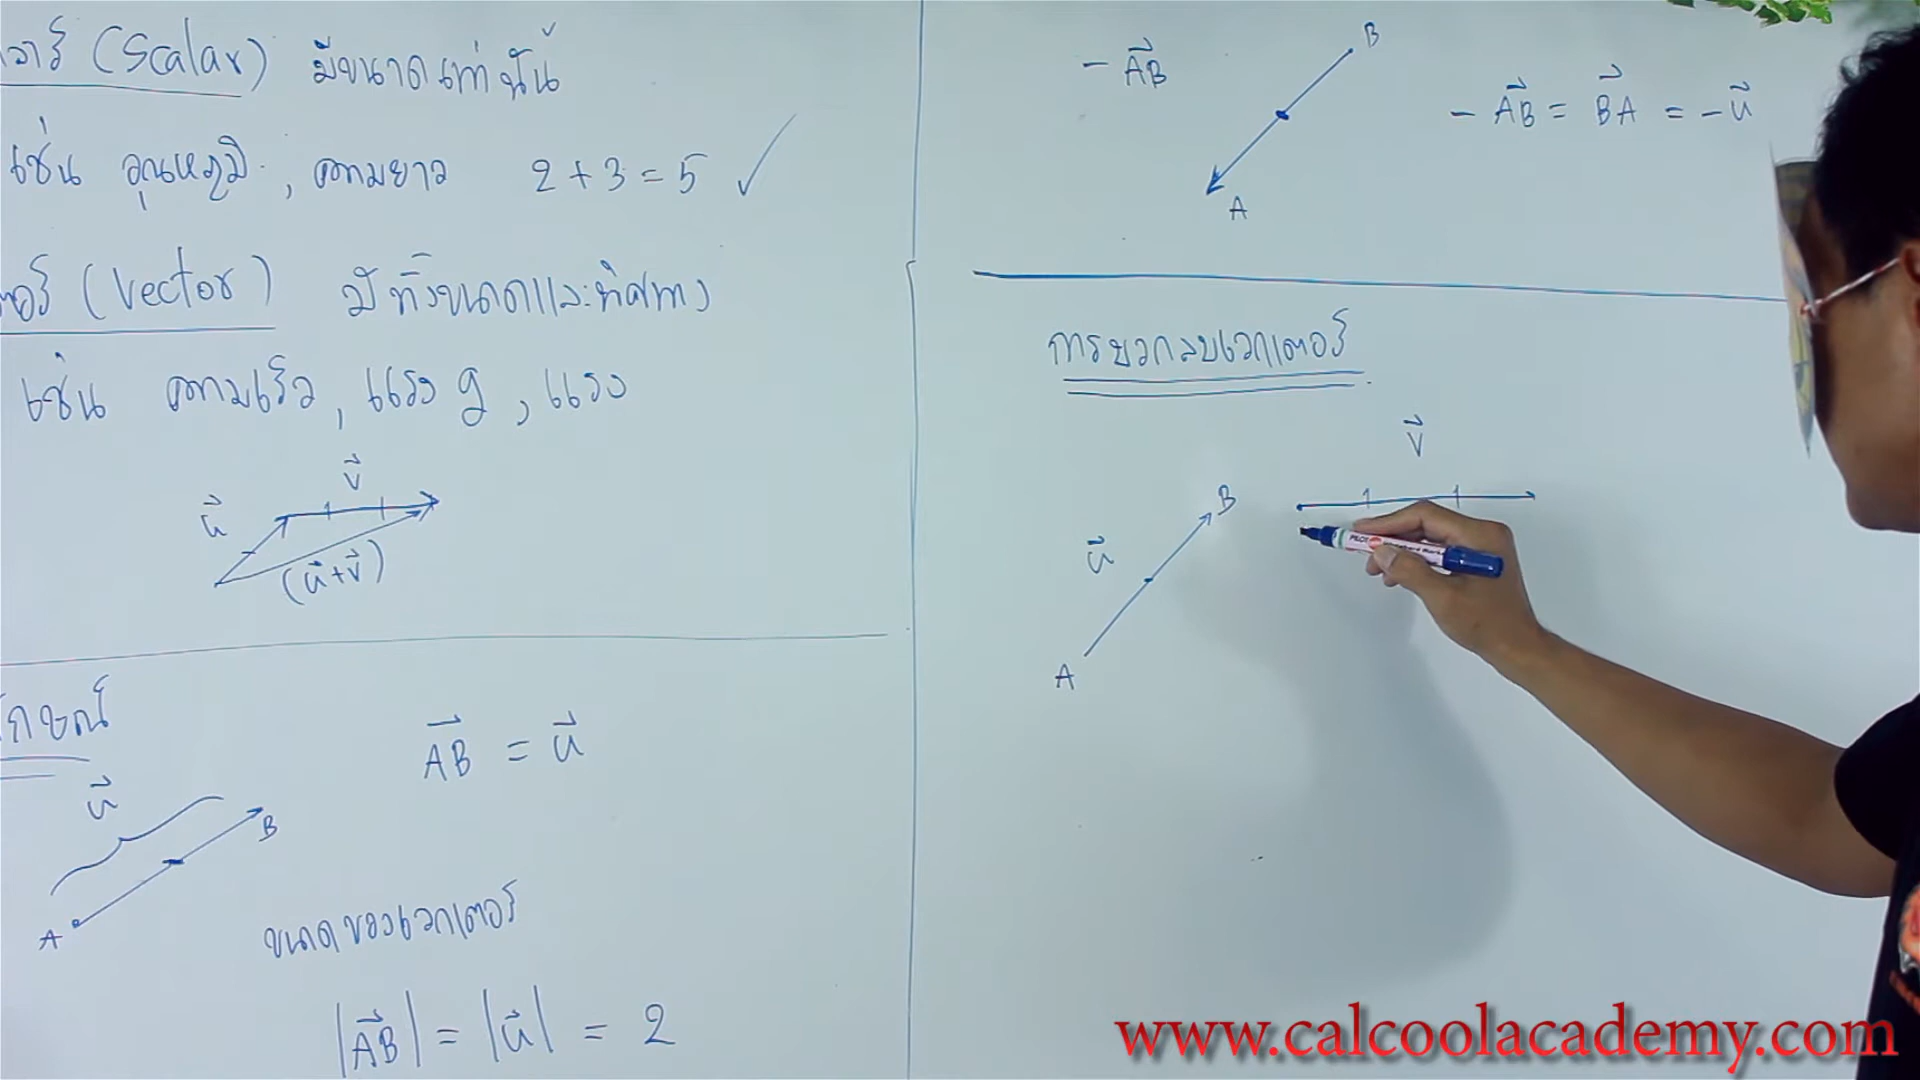 (Scalar) มีขนาดเท่านั้น
เช่น อุณหภูมิ , ความยาว 2 + 3 = 5 ✓
(Vector) มีทั้งขนาดและทิศทาง
เช่น ความเร็ว , แรง g , แรง
v⃗
u⃗
(u⃗+v⃗)
AB⃗ = u⃗
u⃗
B
A
ขนาดของเวกเตอร์
|AB⃗| = |u⃗| = 2
- AB⃗
B
A
- AB⃗ = BA⃗ = -u⃗
การบวกลบเวกเตอร์
v⃗
B
u⃗
A
PILOT
www.calcoolacademy.com